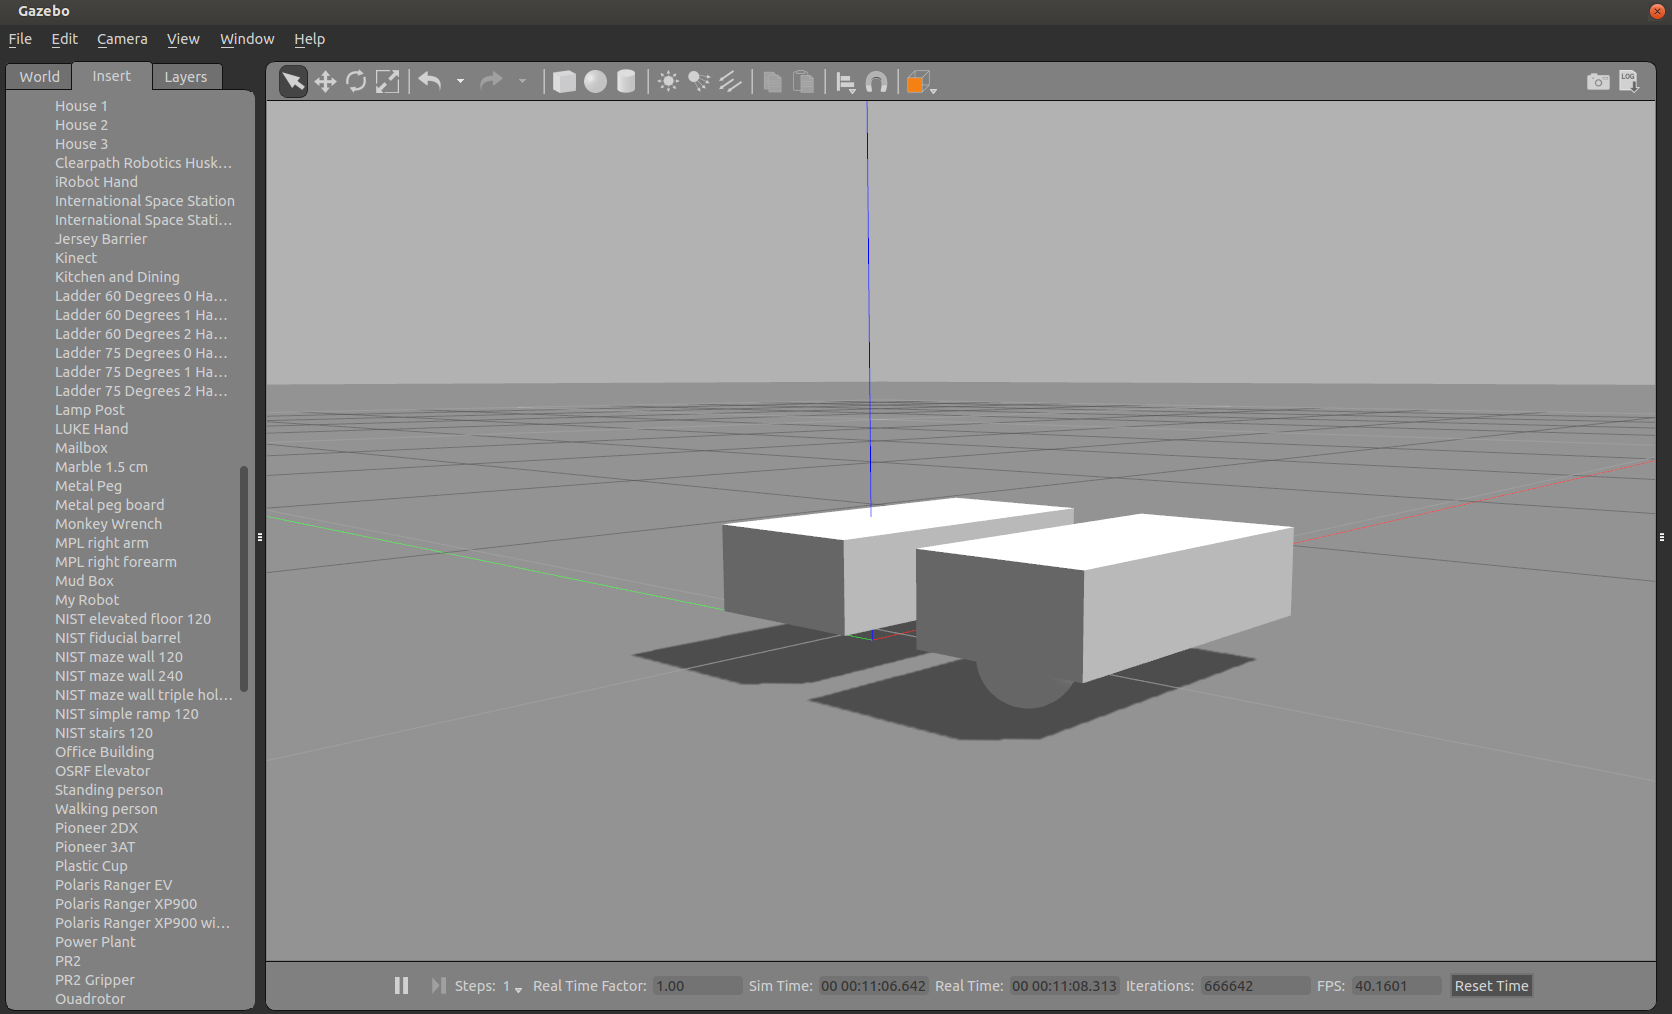 Gazebo
File Edit Camera View Window Help
World Insert Layers
LOG
House 1
House 2
House 3
Clearpath Robotics Husk...
iRobot Hand
International Space Station
International Space Stati...
Jersey Barrier
Kinect
Kitchen and Dining
Ladder 60 Degrees 0 Ha...
Ladder 60 Degrees 1 Ha...
Ladder 60 Degrees 2 Ha...
Ladder 75 Degrees 0 Ha...
Ladder 75 Degrees 1 Ha...
Ladder 75 Degrees 2 Ha...
Lamp Post
LUKE Hand
Mailbox
Marble 1.5 cm
Metal Peg
Metal peg board
Monkey Wrench
MPL right arm
MPL right forearm
Mud Box
My Robot
NIST elevated floor 120
NIST fiducial barrel
NIST maze wall 120
NIST maze wall 240
NIST maze wall triple hol...
NIST simple ramp 120
NIST stairs 120
Office Building
OSRF Elevator
Standing person
Walking person
Pioneer 2DX
Pioneer 3AT
Plastic Cup
Polaris Ranger EV
Polaris Ranger XP900
Polaris Ranger XP900 wi...
Power Plant
PR2
PR2 Gripper
Quadrotor
Steps: 1 Real Time Factor: 1.00 Sim Time: 00 00:11:06.642 Real Time: 00 00:11:08.313 Iterations: 666642 FPS: 40.1601 Reset Time